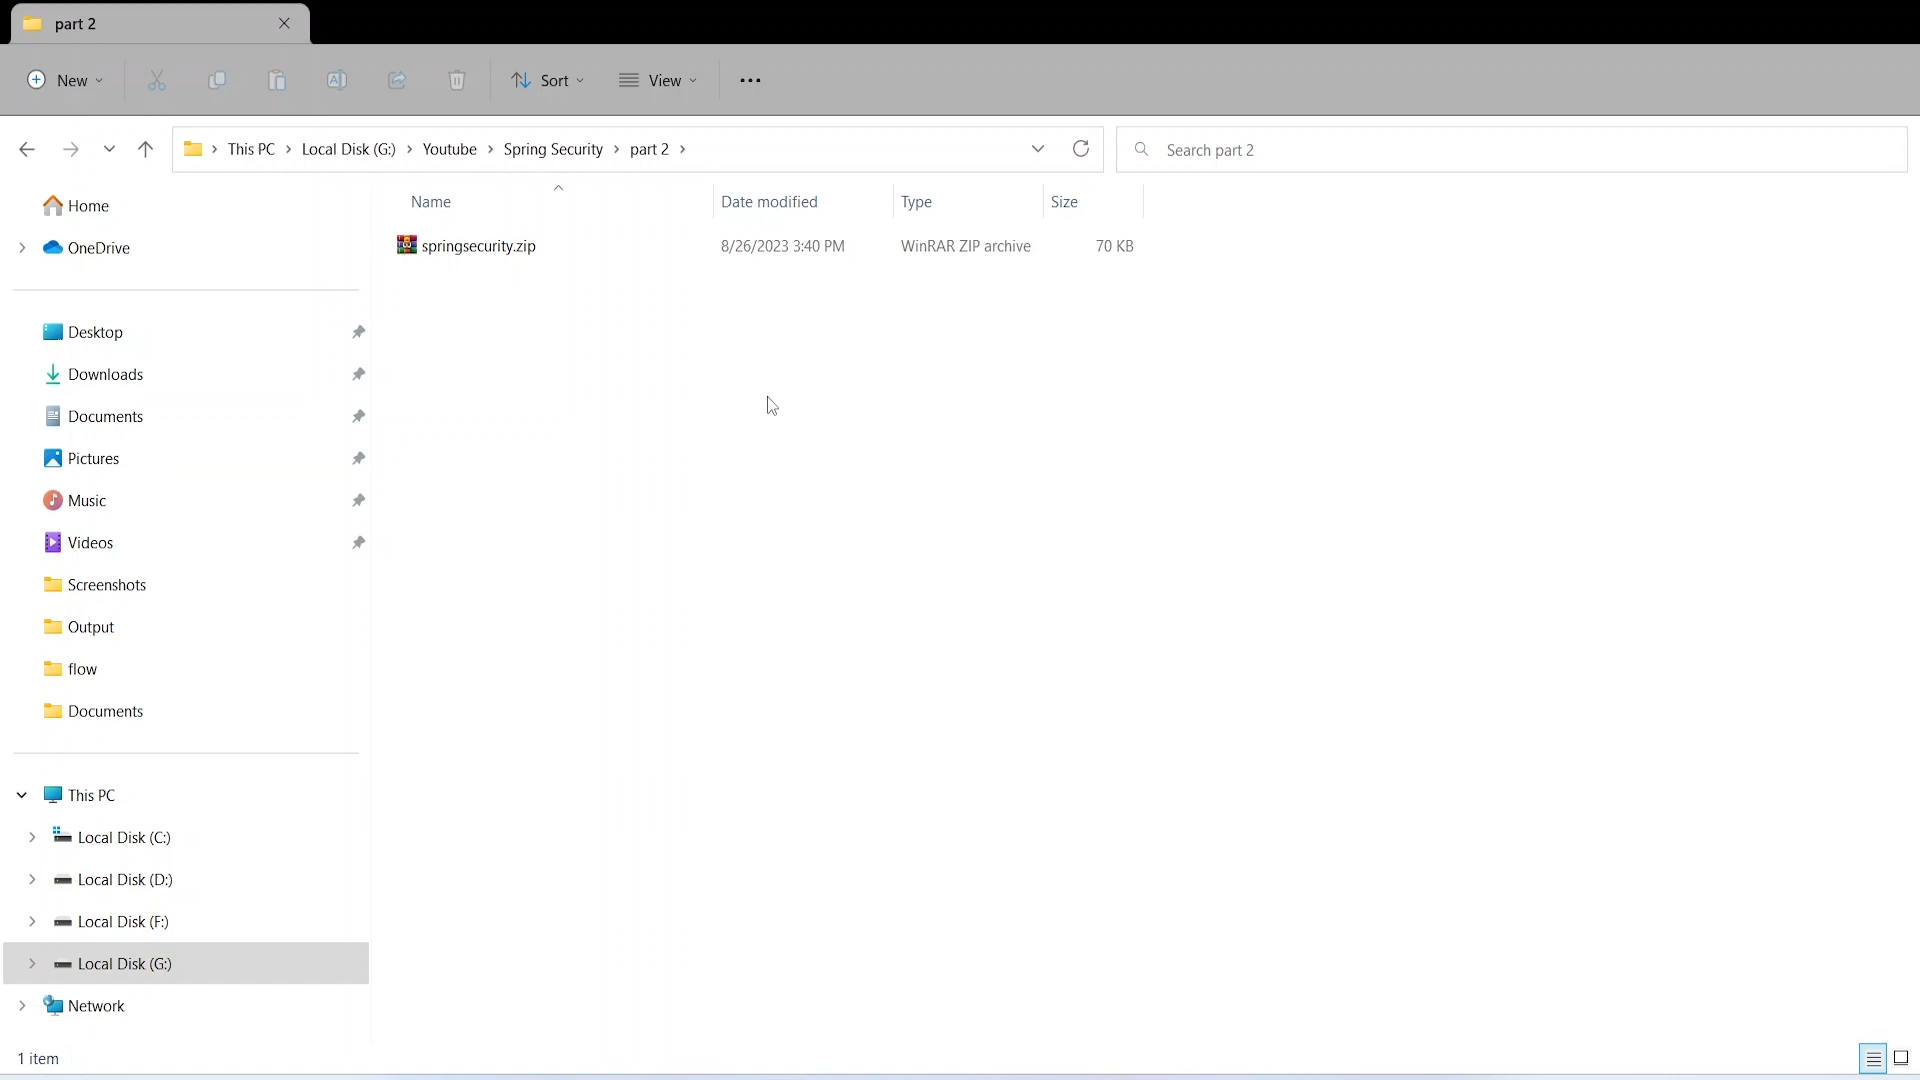 part 2
New
Sort
View
This PC
Local Disk (G:)
Youtube
Spring Security
part 2
Search part 2
Name
Date modified
Type
Size
springsecurity.zip
8/26/2023 3:40 PM
WinRAR ZIP archive
70 KB
Home
OneDrive
Desktop
Downloads
Documents
Pictures
Music
Videos
Screenshots
Output
flow
Documents
This PC
Local Disk (C:)
Local Disk (D:)
Local Disk (F:)
Local Disk (G:)
Network
1 item